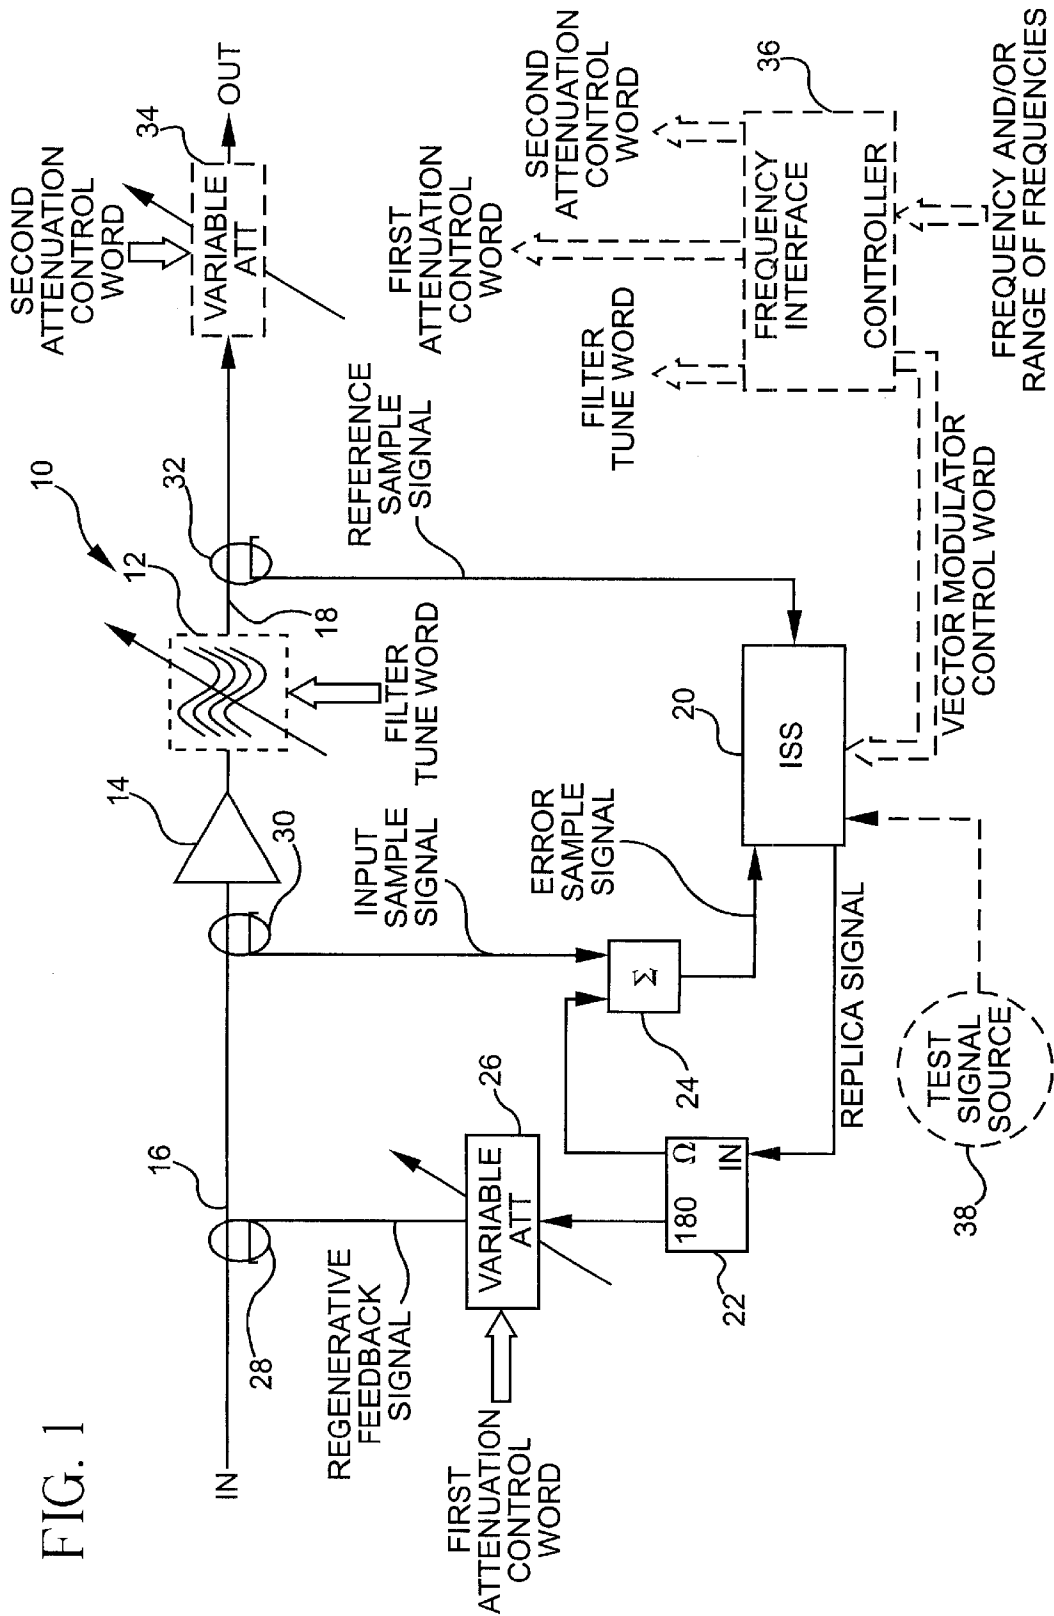 FIG. 1
IN
28
16
30
14
12
10
18
32
34
OUT
SECOND
ATTENUATION
CONTROL
WORD
VARIABLE
ATT
FILTER
TUNE WORD
REGENERATIVE
FEEDBACK
SIGNAL
INPUT
SAMPLE
SIGNAL
REFERENCE
SAMPLE
SIGNAL
FIRST
ATTENUATION
CONTROL
WORD
VARIABLE
ATT
26
180
Ω
IN
22
Σ
24
ERROR
SAMPLE
SIGNAL
20
ISS
REPLICA SIGNAL
TEST
SIGNAL
SOURCE
38
FILTER
TUNE WORD
FIRST
ATTENUATION
CONTROL
WORD
SECOND
ATTENUATION
CONTROL
WORD
36
FREQUENCY
INTERFACE
CONTROLLER
VECTOR MODULATOR
CONTROL WORD
FREQUENCY AND/OR
RANGE OF FREQUENCIES